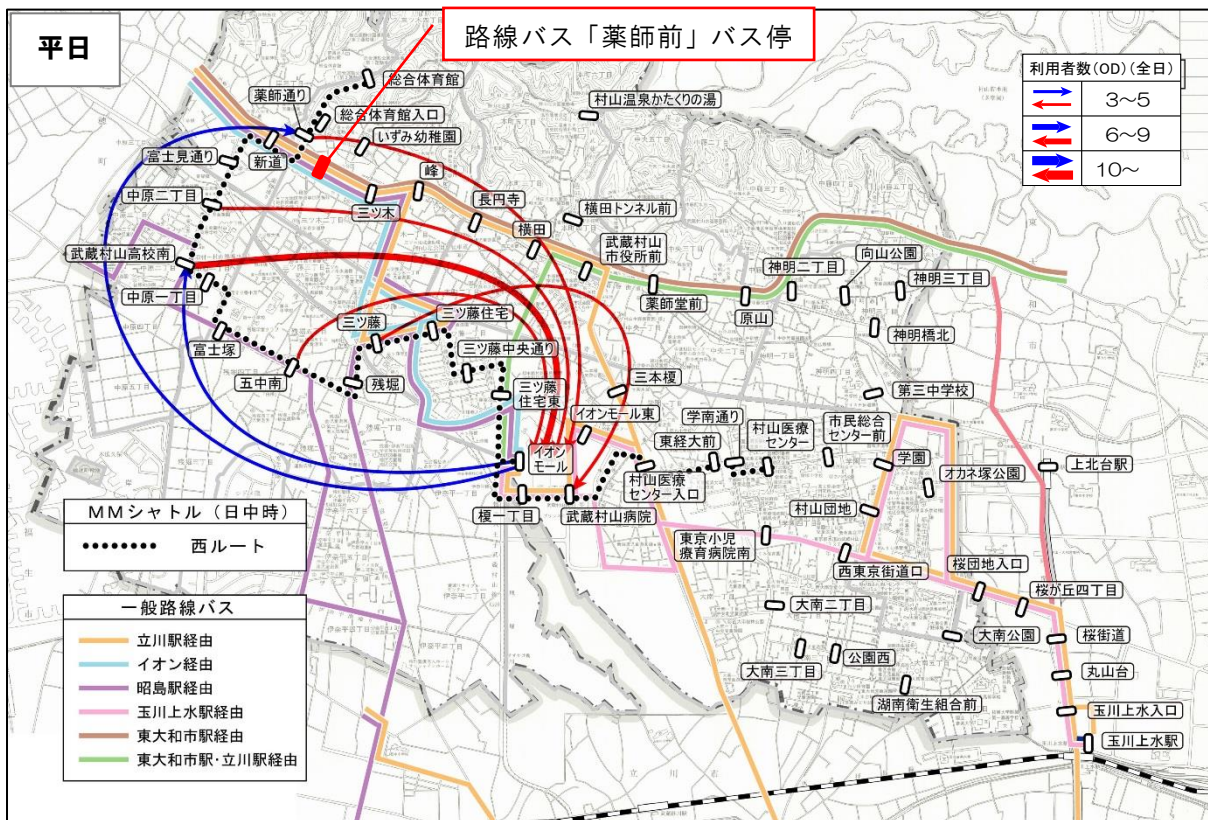 平日
路線バス「薬師前」バス停
利用者数(OD)(全日)
3~5
6~9
10~
総合体育館
薬師通り
総合体育館入口
いずみ幼稚園
村山温泉かたくりの湯
富士見通り
新道
峰
中原二丁目
三ツ木
長円寺
横田トンネル前
横田
武蔵村山
市役所前
武蔵村山高校南
中原一丁目
薬師堂前
原山
神明二丁目
向山公園
神明三丁目
神明橋北
富士塚
三ツ藤
三ツ藤住宅
三ツ藤中央通り
五中南
残堀
三ツ藤
住宅東
三本榎
第三中学校
イオンモール東
学南通り
東経大前
村山医療
センター
市民総合
センター前
学園
イオン
モール
村山医療
センター入口
オカネ塚公園
上北台駅
榎一丁目
武蔵村山病院
村山団地
東京小児
療育病院南
西東京街道口
桜団地入口
桜が丘四丁目
大南二丁目
大南公園
桜街道
大南三丁目
公園西
丸山台
湖南衛生組合前
玉川上水入口
玉川上水駅
MMシャトル(日中時)
西ルート
一般路線バス
立川駅経由
イオン経由
昭島駅経由
玉川上水駅経由
東大和市駅経由
東大和市駅・立川駅経由